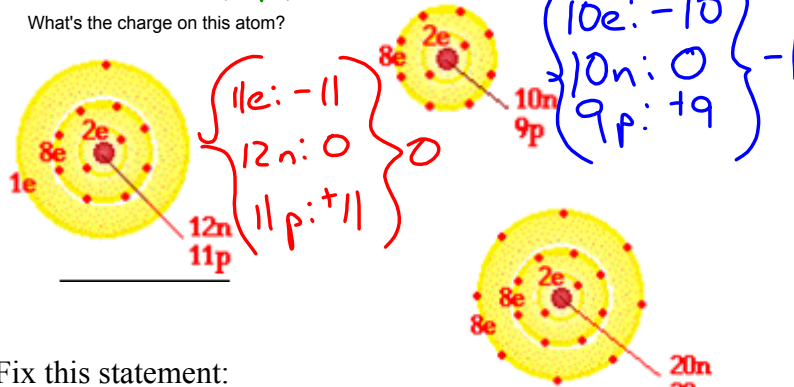 What's the charge on this atom?
2e
8e
1e
12n
11p
11e: -11
12n: 0
11p: +11
0
2e
8e
10n
9p
10e: -10
10n: 0
9p: +9
2e
8e
8e
20n
Fix this statement: